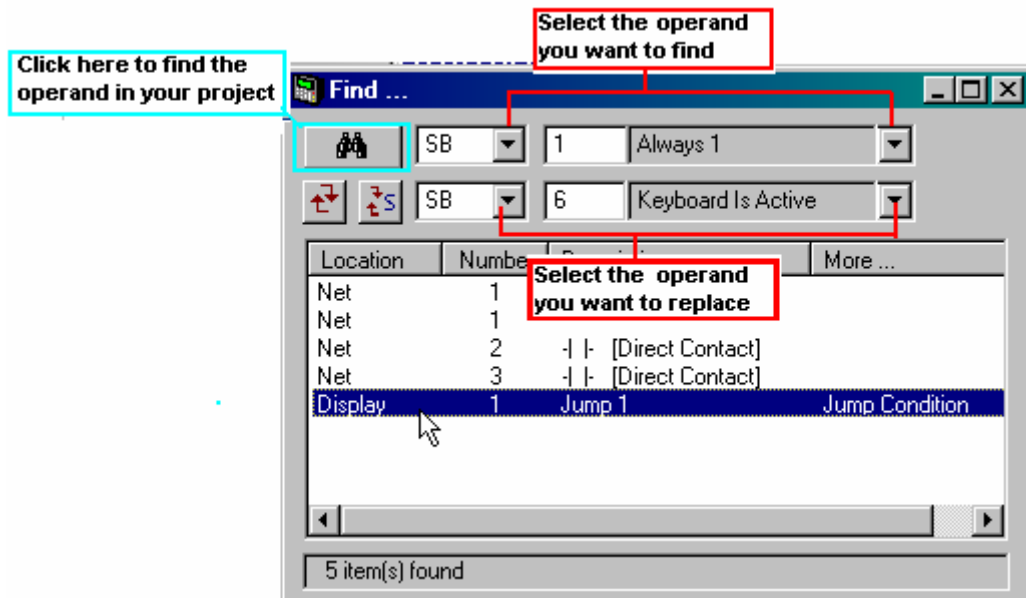 Select the operand
you want to find
Click here to find the
operand in your project
Find ...
SB 1 Always 1
S SB 6 Keyboard Is Active
Location Numbe More ...
Select the operand
you want to replace
Net 1
Net 1
Net 2 -| |- [Direct Contact]
Net 3 -| |- [Direct Contact]
Display 1 Jump 1 Jump Condition
5 item(s) found